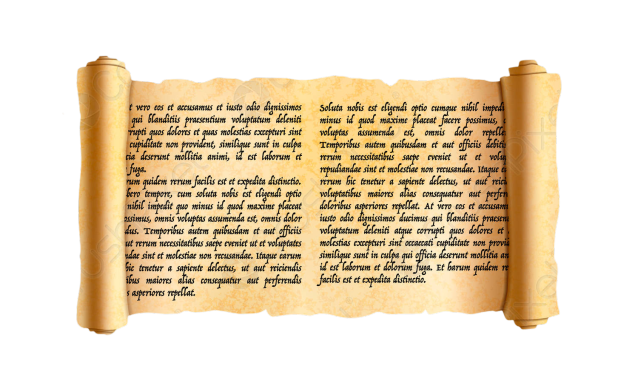 t vero eos et accusamus et iusto odio dignissimos
qui blanditiis praesentium voluptatum deleniti
rrupti quos dolores et quas molestias excepturi sint
cupiditate non provident, similique sunt in culpa
cia deserunt mollitia animi, id est laborum et
fuga.
rum quidem rerum facilis est et expedita distinctio.
bero tempore, cum soluta nobis est eligendi optio
nihil impedit quo minus id quod maxime placeat
ossimus, omnis voluptas assumenda est, omnis dolor
dus. Temporibus autem quibusdam et aut officiis
ut rerum necessitatibus saepe eveniet ut et voluptates
ndae sint et molestiae non recusandae. Itaque earum
hic tenetur a sapiente delectus, ut aut reiciendis
ibus maiores alias consequatur aut perferendis
s asperiores repellat.
Soluta nobis est eligendi optio cumque nihil impedi
minus id quod maxime placeat facere possimus,
voluptas assumenda est, omnis dolor repelle
Temporibus autem quibusdam et aut officiis debiti
rerum necessitatibus saepe eveniet ut et volup
repudiandae sint et molestiae non recusandae. Itaque e
rerum hic tenetur a sapiente delectus, ut aut reic
voluptatibus maiores alias consequatur aut perfer
doloribus asperiores repellat. At vero eos et accusam
iusto odio dignissimos ducimus qui blanditiis praesen
voluptatum deleniti atque corrupti quos dolores et
molestias excepturi sint occaecati cupiditate non provi
similique sunt in culpa qui officia deserunt mollitia an
id est laborum et dolorum fuga. Et harum quidem re
facilis est et expedita distinctio.